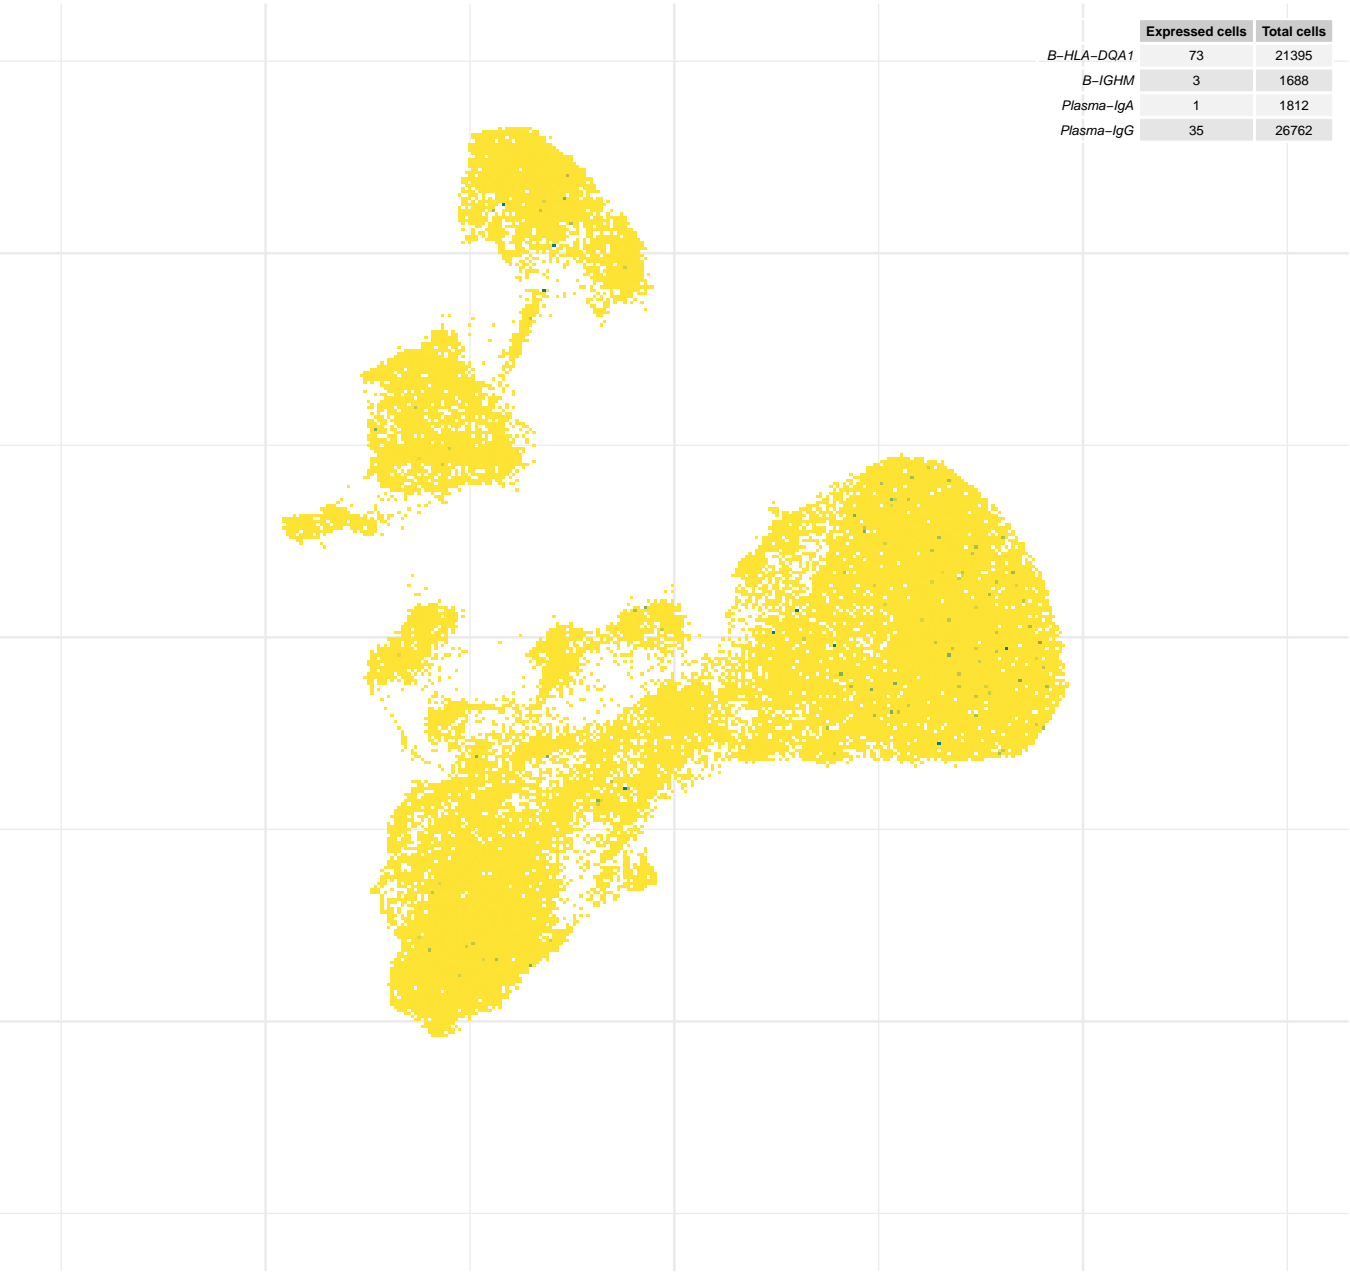 Expressed cells Total cells
B−HLA−DQA1 73 21395
B−IGHM 3 1688
Plasma−IgA 1 1812
Plasma−IgG 35 26762